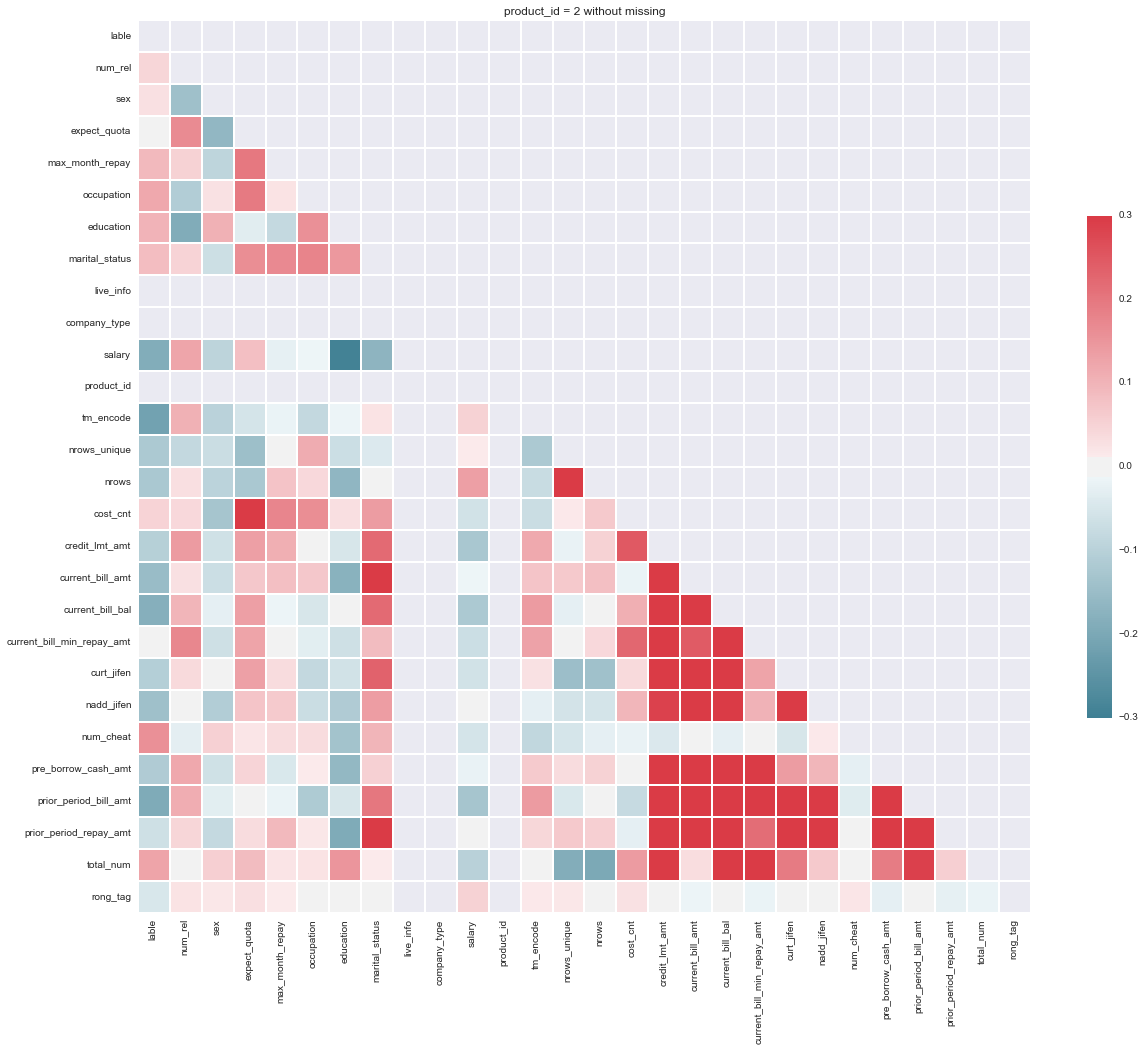 product_id = 2 without missing
lable
num_rel
sex
expect_quota
max_month_repay
occupation
education
marital_status
live_info
company_type
salary
product_id
tm_encode
nrows_unique
nrows
cost_cnt
credit_lmt_amt
current_bill_amt
current_bill_bal
current_bill_min_repay_amt
curt_jifen
nadd_jifen
num_cheat
pre_borrow_cash_amt
prior_period_bill_amt
prior_period_repay_amt
total_num
rong_tag
lable
num_rel
sex
expect_quota
max_month_repay
occupation
education
marital_status
live_info
company_type
salary
product_id
tm_encode
nrows_unique
nrows
cost_cnt
credit_lmt_amt
current_bill_amt
current_bill_bal
current_bill_min_repay_amt
curt_jifen
nadd_jifen
num_cheat
pre_borrow_cash_amt
prior_period_bill_amt
prior_period_repay_amt
total_num
rong_tag
0.3
0.2
0.1
0.0
−0.1
−0.2
−0.3